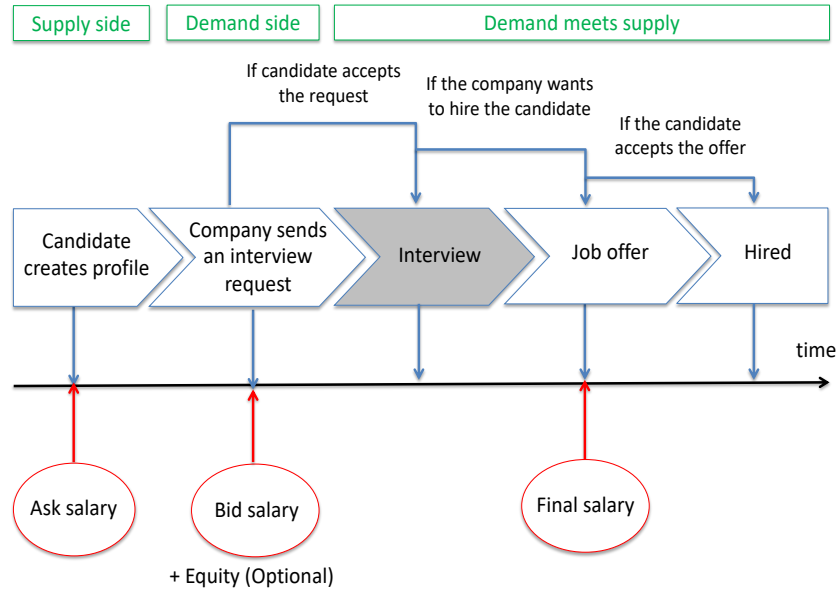 Supply side
Demand side
Demand meets supply
If candidate accepts
the request
If the company wants
to hire the candidate
If the candidate
accepts the offer
Candidate
creates profile
Company sends
an interview
request
Interview
Job offer
Hired
time
Ask salary
Bid salary
Final salary
+ Equity (Optional)